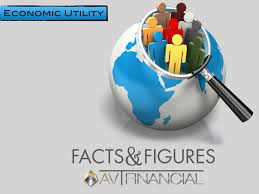 Economic Utility
FACTS&FIGURES
AV FINANCIAL